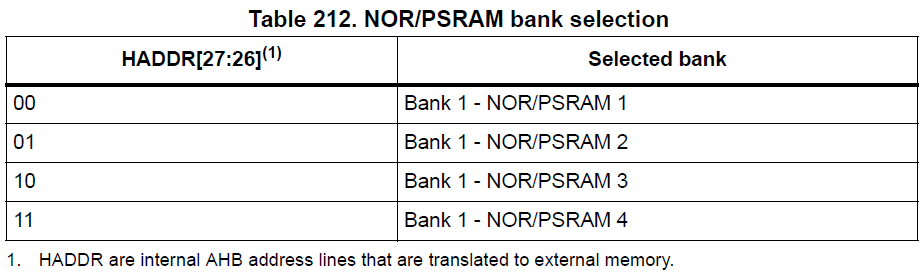 Table 212. NOR/PSRAM bank selection
HADDR[27:26](1) Selected bank
00 Bank 1 - NOR/PSRAM 1
01 Bank 1 - NOR/PSRAM 2
10 Bank 1 - NOR/PSRAM 3
11 Bank 1 - NOR/PSRAM 4
1. HADDR are internal AHB address lines that are translated to external memory.